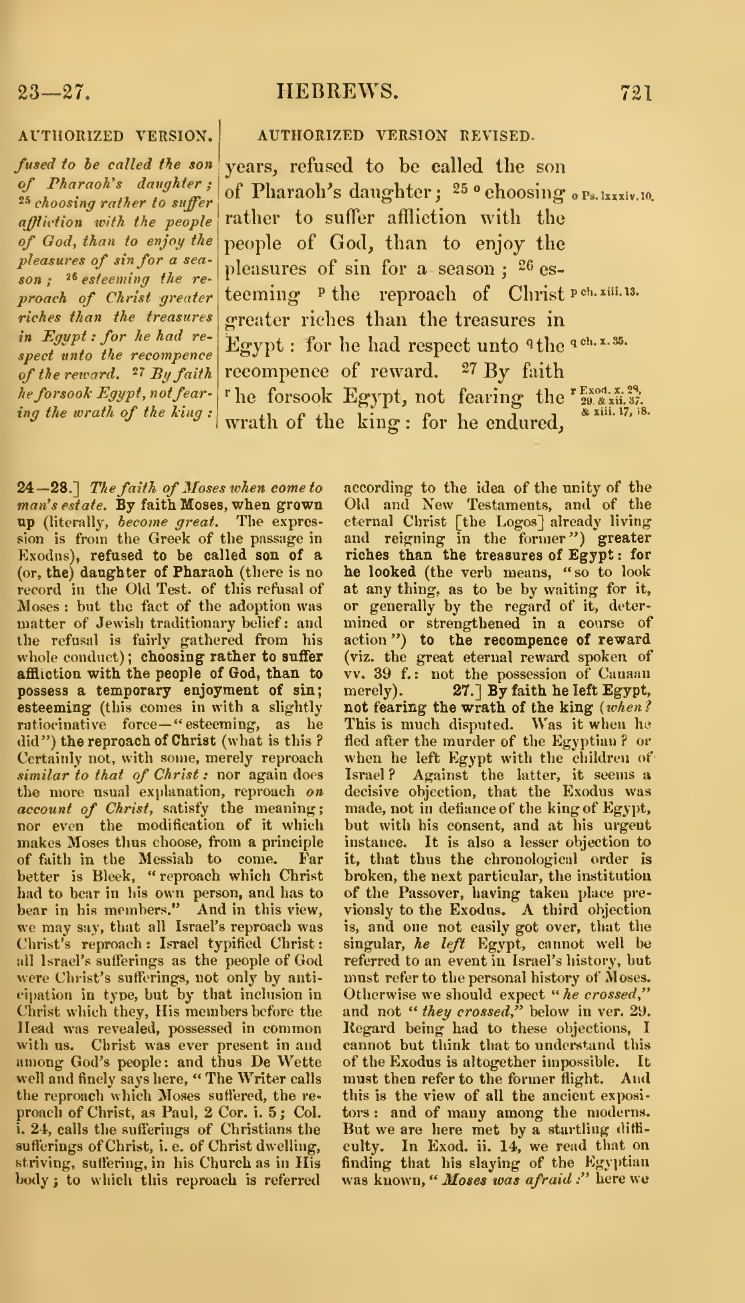 23—27.
HEBREWS.
721
AUTHORIZED VERSION.
fused to be called the son
of Pharaoh's daughter ;
25 choosing rather to suffer
affliction with the people
of God, than to enjoy the
pleasures of sin for a sea-
son ; 26 esteeming the re-
proach of Christ greater
riches than the treasures
in Egypt : for he had re-
spect unto the recompence
of the reward. 27 By faith
he forsook Egypt, not fear-
ing the wrath of the king :
AUTHORIZED VERSION REVISED.
years, refused to be called the son
of Pharaoh's daughter ; 25 o choosing
rather to suffer affliction with the
people of God, than to enjoy the
pleasures of sin for a season ; 26 es-
teeming p the reproach of Christ
greater riches than the treasures in
Egypt : for he had respect unto q the
recompence of reward. 27 By faith
r he forsook Egypt, not fearing the
wrath of the king : for he endured,
o Ps. lxxxiv. 10.
p ch. xiii. 13.
q ch. x. 35.
r Exod. x. 28,
29. & xii. 37.
& xiii. 17, 18.
24—28.] The faith of Moses when come to
man's estate. By faith Moses, when grown
up (literally, become great. The expres-
sion is from the Greek of the passage in
Exodus), refused to be called son of a
(or, the) daughter of Pharaoh (there is no
record in the Old Test. of this refusal of
Moses : but the fact of the adoption was
matter of Jewish traditionary belief : and
the refusal is fairly gathered from his
whole conduct) ; choosing rather to suffer
affliction with the people of God, than to
possess a temporary enjoyment of sin;
esteeming (this comes in with a slightly
ratiocinative force—“ esteeming, as he
did”) the reproach of Christ (what is this ?
Certainly not, with some, merely reproach
similar to that of Christ : nor again does
the more usual explanation, reproach on
account of Christ, satisfy the meaning ;
nor even the modification of it which
makes Moses thus choose, from a principle
of faith in the Messiah to come. Far
better is Bleek, “ reproach which Christ
had to bear in his own person, and has to
bear in his members.” And in this view,
we may say, that all Israel's reproach was
Christ's reproach : Israel typified Christ :
all Israel's sufferings as the people of God
were Christ's sufferings, not only by anti-
cipation in type, but by that inclusion in
Christ which they, His members before the
Head was revealed, possessed in common
with us. Christ was ever present in and
among God's people : and thus De Wette
well and finely says here, “ The Writer calls
the reproach which Moses suffered, the re-
proach of Christ, as Paul, 2 Cor. i. 5 ; Col.
i. 24, calls the sufferings of Christians the
sufferings of Christ, i. e. of Christ dwelling,
striving, suffering, in his Church as in His
body ; to which this reproach is referred
according to the idea of the unity of the
Old and New Testaments, and of the
eternal Christ [the Logos] already living
and reigning in the former”) greater
riches than the treasures of Egypt : for
he looked (the verb means, “ so to look
at any thing, as to be by waiting for it,
or generally by the regard of it, deter-
mined or strengthened in a course of
action ”) to the recompence of reward
(viz. the great eternal reward spoken of
vv. 39 f. : not the possession of Canaan
merely). 27.] By faith he left Egypt,
not fearing the wrath of the king (when?
This is much disputed. Was it when he
fled after the murder of the Egyptian ? or
when he left Egypt with the children of
Israel ? Against the latter, it seems a
decisive objection, that the Exodus was
made, not in defiance of the king of Egypt,
but with his consent, and at his urgent
instance. It is also a lesser objection to
it, that thus the chronological order is
broken, the next particular, the institution
of the Passover, having taken place pre-
viously to the Exodus. A third objection
is, and one not easily got over, that the
singular, he left Egypt, cannot well be
referred to an event in Israel's history, but
must refer to the personal history of Moses.
Otherwise we should expect “ he crossed,”
and not “ they crossed,” below in ver. 29.
Regard being had to these objections, I
cannot but think that to understand this
of the Exodus is altogether impossible. It
must then refer to the former flight. And
this is the view of all the ancient exposi-
tors : and of many among the moderns.
But we are here met by a startling diffi-
culty. In Exod. ii. 14, we read that on
finding that his slaying of the Egyptian
was known, “ Moses was afraid :” here we